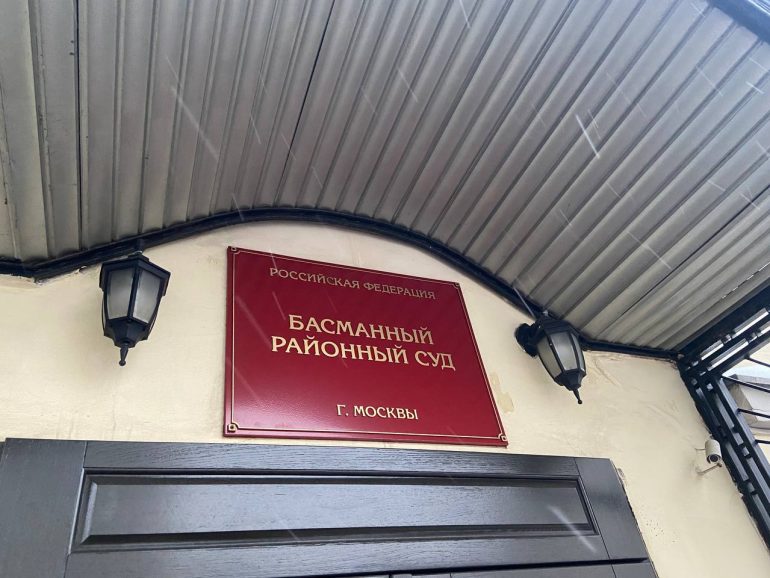 РОССИЙСКАЯ ФЕДЕРАЦИЯ
БАСМАННЫЙ
РАЙОННЫЙ СУД
Г. МОСКВЫ